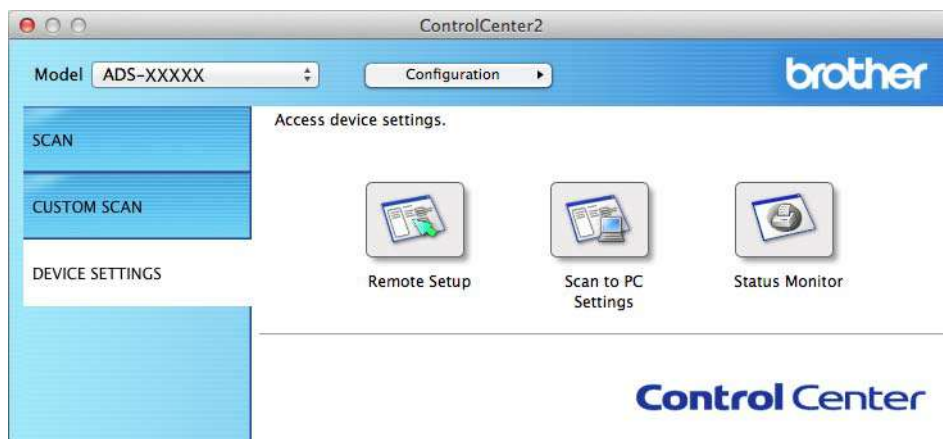 ControlCenter2
Model ADS-XXXXX Configuration brother
SCAN
CUSTOM SCAN
DEVICE SETTINGS
Access device settings.
Remote Setup
Scan to PC
Settings
Status Monitor
Control Center